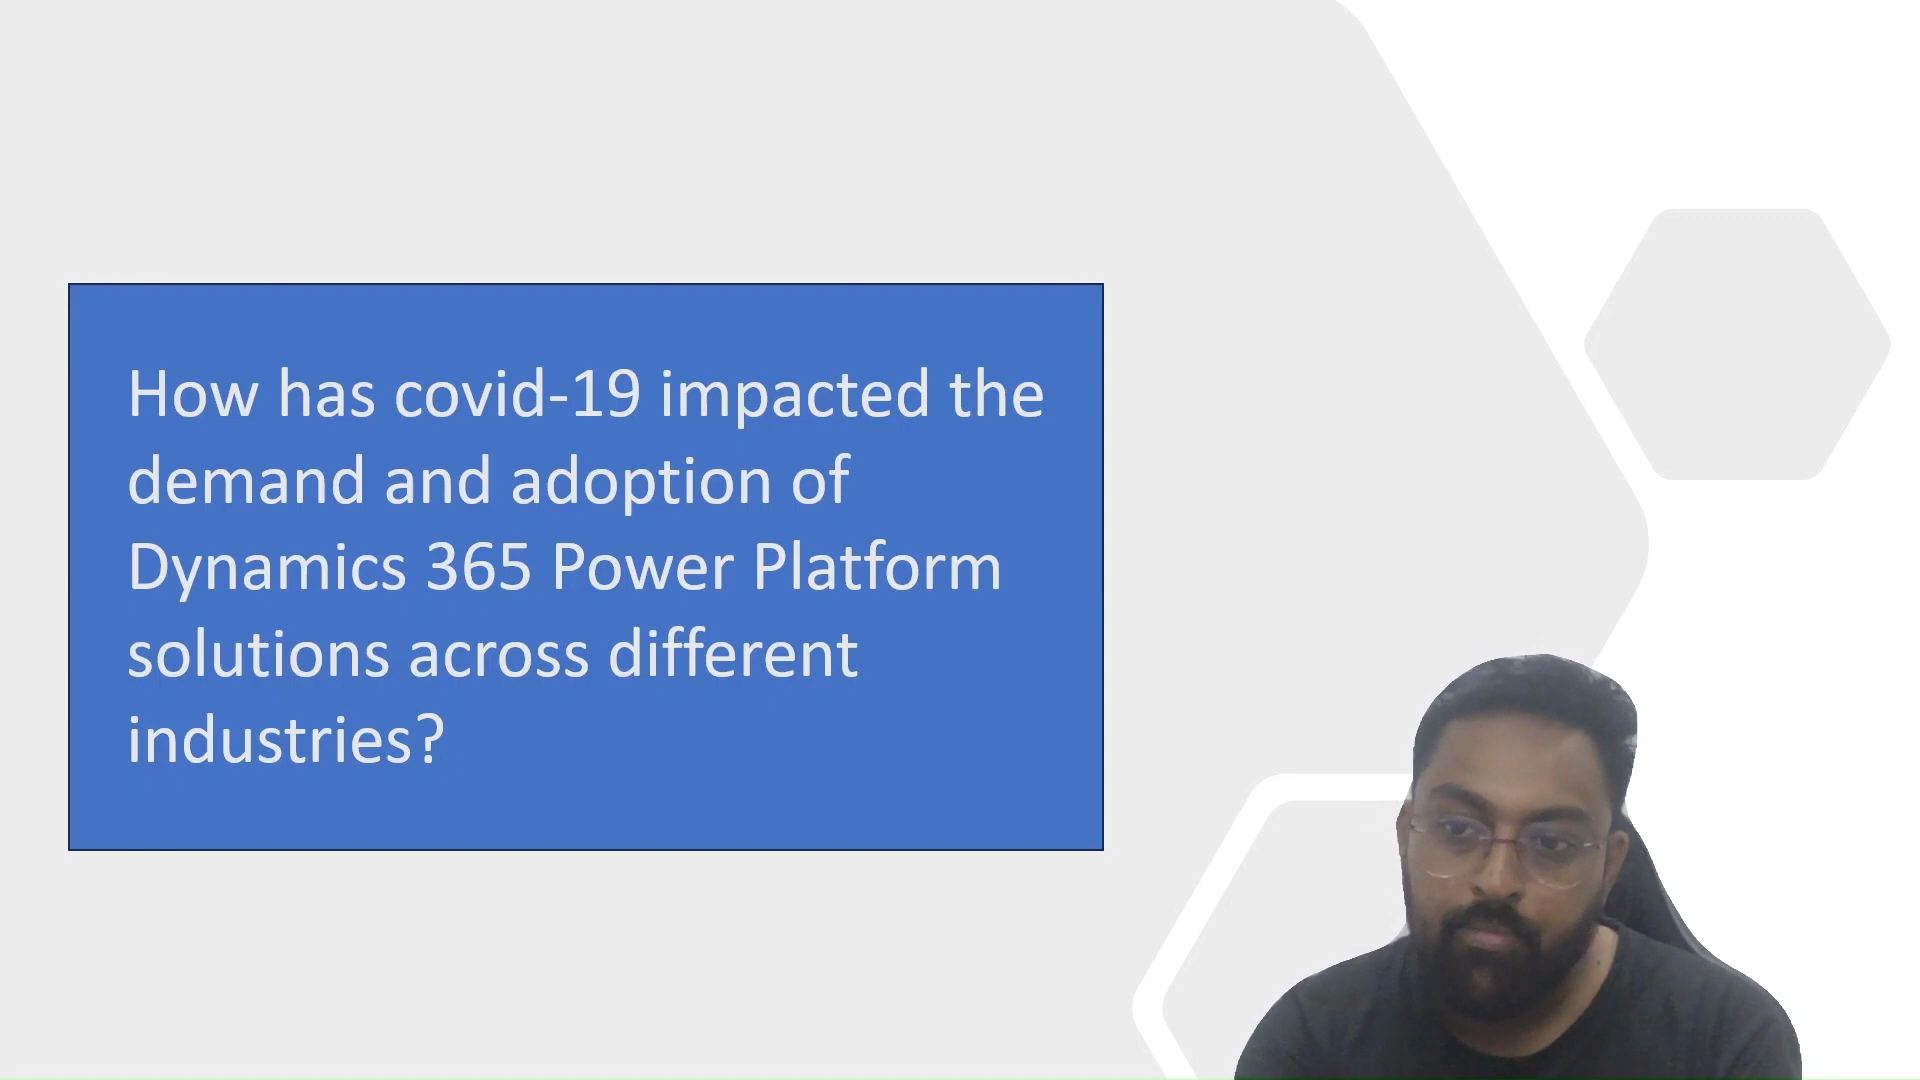 How has covid-19 impacted the
demand and adoption of
Dynamics 365 Power Platform
solutions across different
industries?